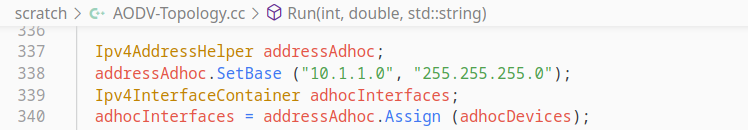 scratch > AODV-Topology.cc > Run(int, double, std::string)
336
337 Ipv4AddressHelper addressAdhoc;
338 addressAdhoc.SetBase ("10.1.1.0", "255.255.255.0");
339 Ipv4InterfaceContainer adhocInterfaces;
340 adhocInterfaces = addressAdhoc.Assign (adhocDevices);